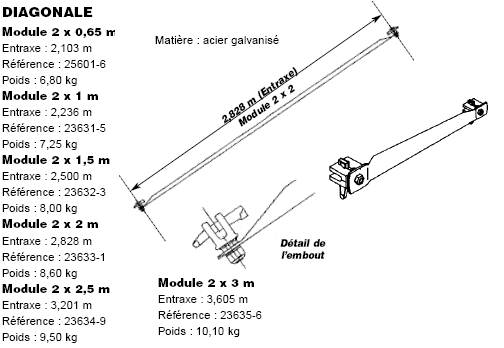 DIAGONALE
Module 2 x 0,65 m
Entraxe : 2,103 m
Référence : 25601-6
Poids : 6,80 kg
Module 2 x 1 m
Entraxe : 2,236 m
Référence : 23631-5
Poids : 7,25 kg
Module 2 x 1,5 m
Entraxe : 2,500 m
Référence : 23632-3
Poids : 8,00 kg
Module 2 x 2 m
Entraxe : 2,828 m
Référence : 23633-1
Poids : 8,60 kg
Module 2 x 2,5 m
Entraxe : 3,201 m
Référence : 23634-9
Poids : 9,50 kg
Matière : acier galvanisé
2,828 m (Entraxe)
Module 2 x 2
Détail de
l'embout
Module 2 x 3 m
Entraxe : 3,605 m
Référence : 23635-6
Poids : 10,10 kg